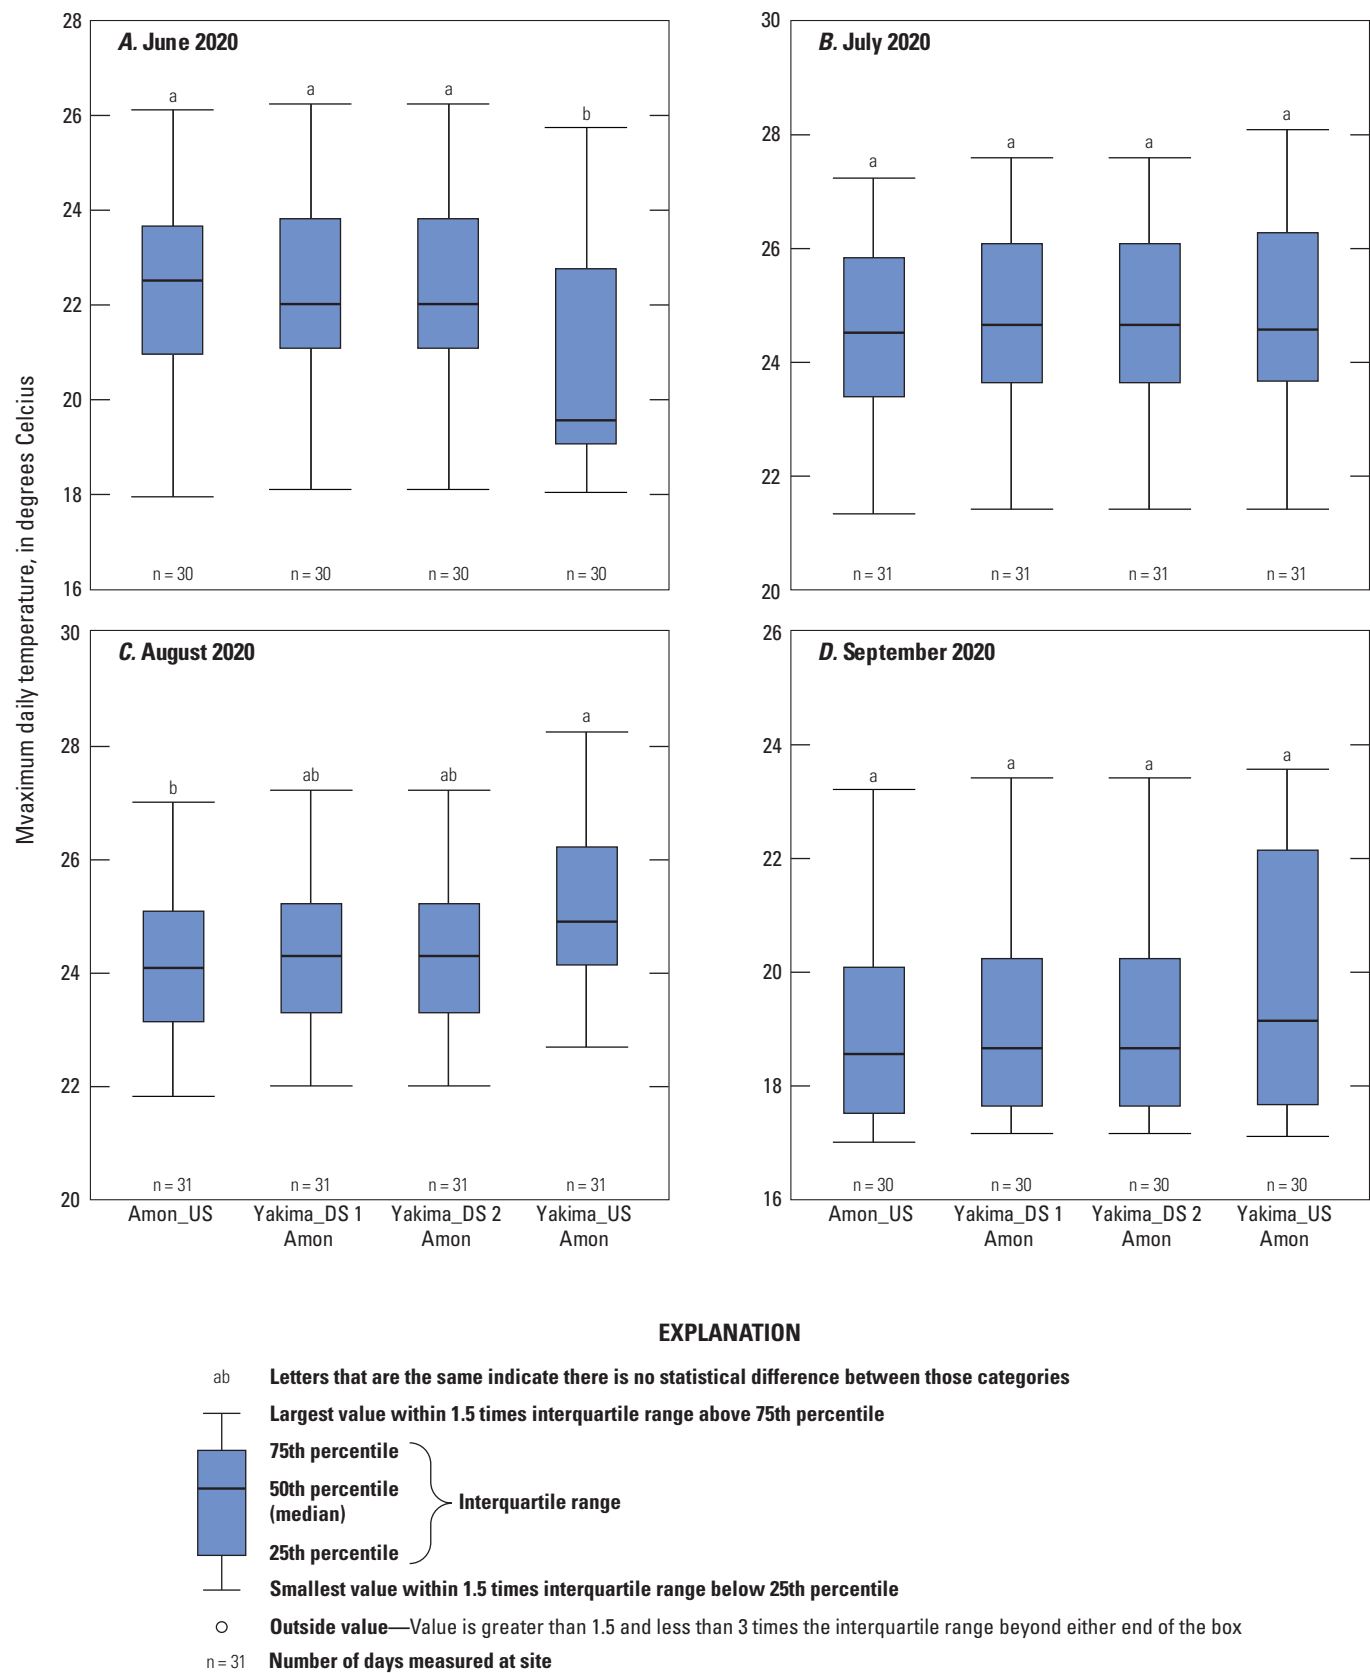 Mvaximum daily temperature, in degrees Celcius
A. June 2020
28
26
24
22
20
18
16
a
a
a
b
n = 30
n = 30
n = 30
n = 30
B. July 2020
30
28
26
24
22
20
a
a
a
a
n = 31
n = 31
n = 31
n = 31
C. August 2020
30
28
26
24
22
20
b
ab
ab
a
n = 31
n = 31
n = 31
n = 31
Amon_US
Yakima_DS 1
Amon
Yakima_DS 2
Amon
Yakima_US
Amon
D. September 2020
26
24
22
20
18
16
a
a
a
a
n = 30
n = 30
n = 30
n = 30
Amon_US
Yakima_DS 1
Amon
Yakima_DS 2
Amon
Yakima_US
Amon
EXPLANATION
ab Letters that are the same indicate there is no statistical difference between those categories
Largest value within 1.5 times interquartile range above 75th percentile
75th percentile
50th percentile
(median)
Interquartile range
25th percentile
Smallest value within 1.5 times interquartile range below 25th percentile
Outside value—Value is greater than 1.5 and less than 3 times the interquartile range beyond either end of the box
n = 31 Number of days measured at site